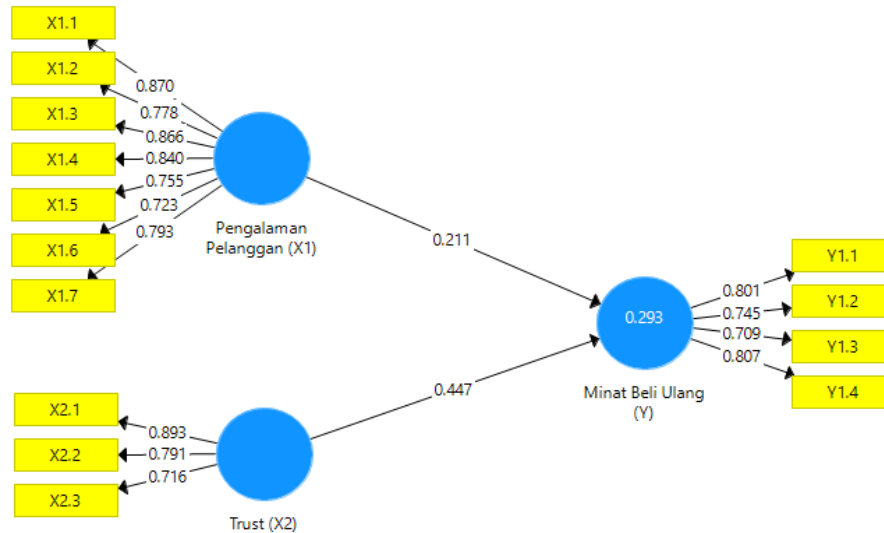 X1.1
X1.2
X1.3
X1.4
X1.5
X1.6
X1.7
0.870
0.778
0.866
0.840
0.755
0.723
0.793
Pengalaman
Pelanggan (X1)
0.211
X2.1
X2.2
X2.3
0.893
0.791
0.716
Trust (X2)
0.447
0.293
Minat Beli Ulang
(Y)
0.801
0.745
0.709
0.807
Y1.1
Y1.2
Y1.3
Y1.4